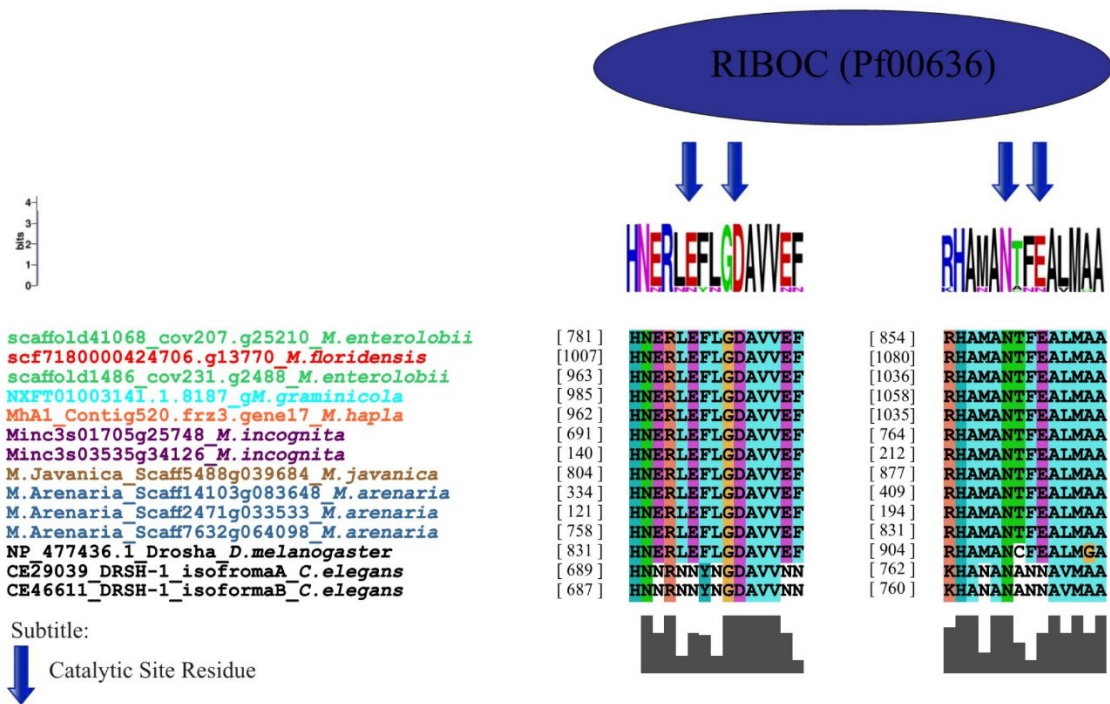 RIBOC (Pf00636)
4
3
2
1
0
bits
HNERLEFLGDAVVEF RHAMANTFEALMAA
scaffold41068_cov207.g25210_M.enterolobii [ 781 ] HNERLEFLGDAVVEF [ 854 ] RHAMANTFEALMAA
scf7180000424706.g13770_M.floridensis [1007] HNERLEFLGDAVVEF [ 1080 ] RHAMANTFEALMAA
scaffold1486_cov231.g2488_M.enterolobii [ 963 ] HNERLEFLGDAVVEF [ 1036 ] RHAMANTFEALMAA
NXFT01003141.1.8187_gM.graminicola [ 985 ] HNERLEFLGDAVVEF [ 1058 ] RHAMANTFEALMAA
MhA1_Contig520.frz3.gene17_M.hapla [ 962 ] HNERLEFLGDAVVEF [ 1035 ] RHAMANTFEALMAA
Minc3s01705g25748_M.incognita [ 691 ] HNERLEFLGDAVVEF [ 764 ] RHAMANTFEALMAA
Minc3s03535g34126_M.incognita [ 140 ] HNERLEFLGDAVVEF [ 212 ] RHAMANTFEALMAA
M.Javanica_Scaff5488g039684_M.javanica [ 804 ] HNERLEFLGDAVVEF [ 877 ] RHAMANTFEALMAA
M.Arenaria_Scaff14103g083648_M.arenaria [ 334 ] HNERLEFLGDAVVEF [ 409 ] RHAMANTFEALMAA
M.Arenaria_Scaff2471g033533_M.arenaria [ 121 ] HNERLEFLGDAVVEF [ 194 ] RHAMANTFEALMAA
M.Arenaria_Scaff7632g064098_M.arenaria [ 758 ] HNERLEFLGDAVVEF [ 831 ] RHAMANTFEALMAA
NP_477436.1_Drosha_D.melanogaster [ 831 ] HNERLEFLGDAVVEF [ 904 ] RHAMANCFEALMGA
CE29039_DRSH-1_isofromaA_C.elegans [ 689 ] HNNRNNYNGDAVVNN [ 762 ] KHANANANNAVMAA
CE46611_DRSH-1_isoformaB_C.elegans [ 687 ] HNNRNNYNGDAVVNN [ 760 ] KHANANANNAVMAA
Subtitle:
Catalytic Site Residue